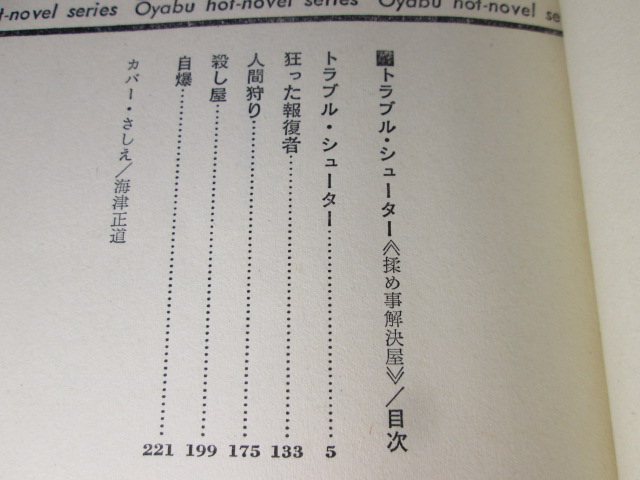 t-novel series Oyabu hot-novel series Oyabu hot-novel se
トラブル・シューター《揉め事解決屋》／目次
トラブル・シューター……………………5
狂った報復者……………………133
人間狩り……………………175
殺し屋……………………199
自爆……………………221
カバー・さしえ／海津正道